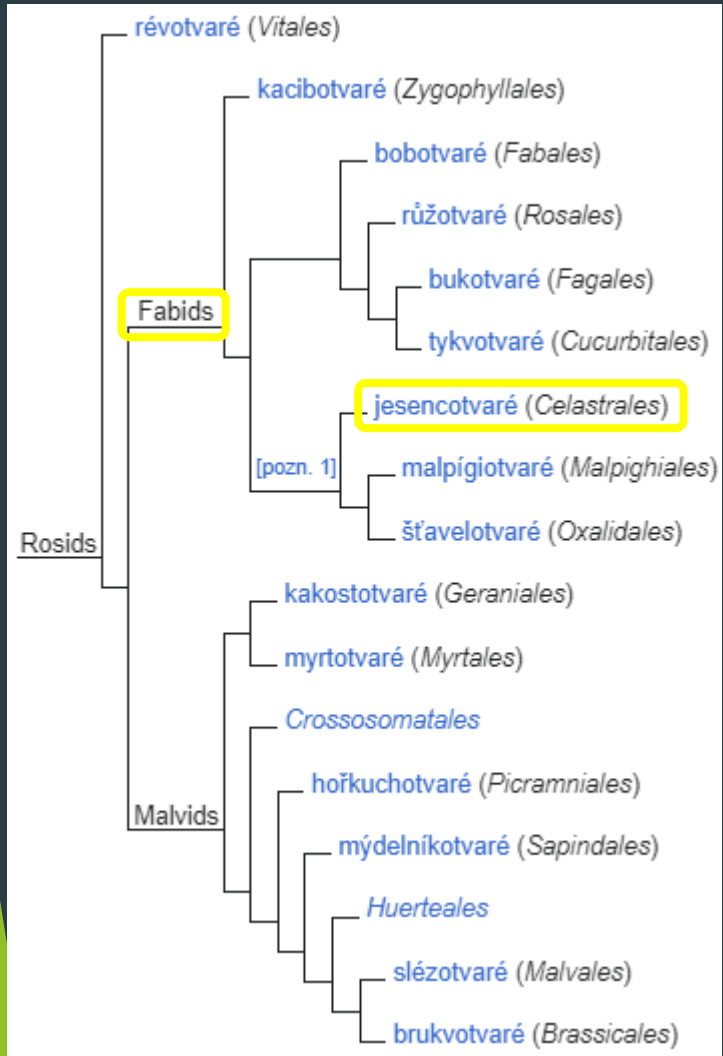 révotvaré (Vitales)
kacibotvaré (Zygophyllales)
bobotvaré (Fabales)
růžotvaré (Rosales)
bukotvaré (Fagales)
Fabids
tykvotvaré (Cucurbitales)
jesencotvaré (Celastrales)
[pozn. 1]
malpígiotvaré (Malpighiales)
šťavelotvaré (Oxalidales)
Rosids
kakostotvaré (Geraniales)
myrtotvaré (Myrtales)
Crossosomatales
hořkuchotvaré (Picramniales)
Malvids
mýdelníkotvaré (Sapindales)
Huerteales
slézotvaré (Malvales)
brukvotvaré (Brassicales)